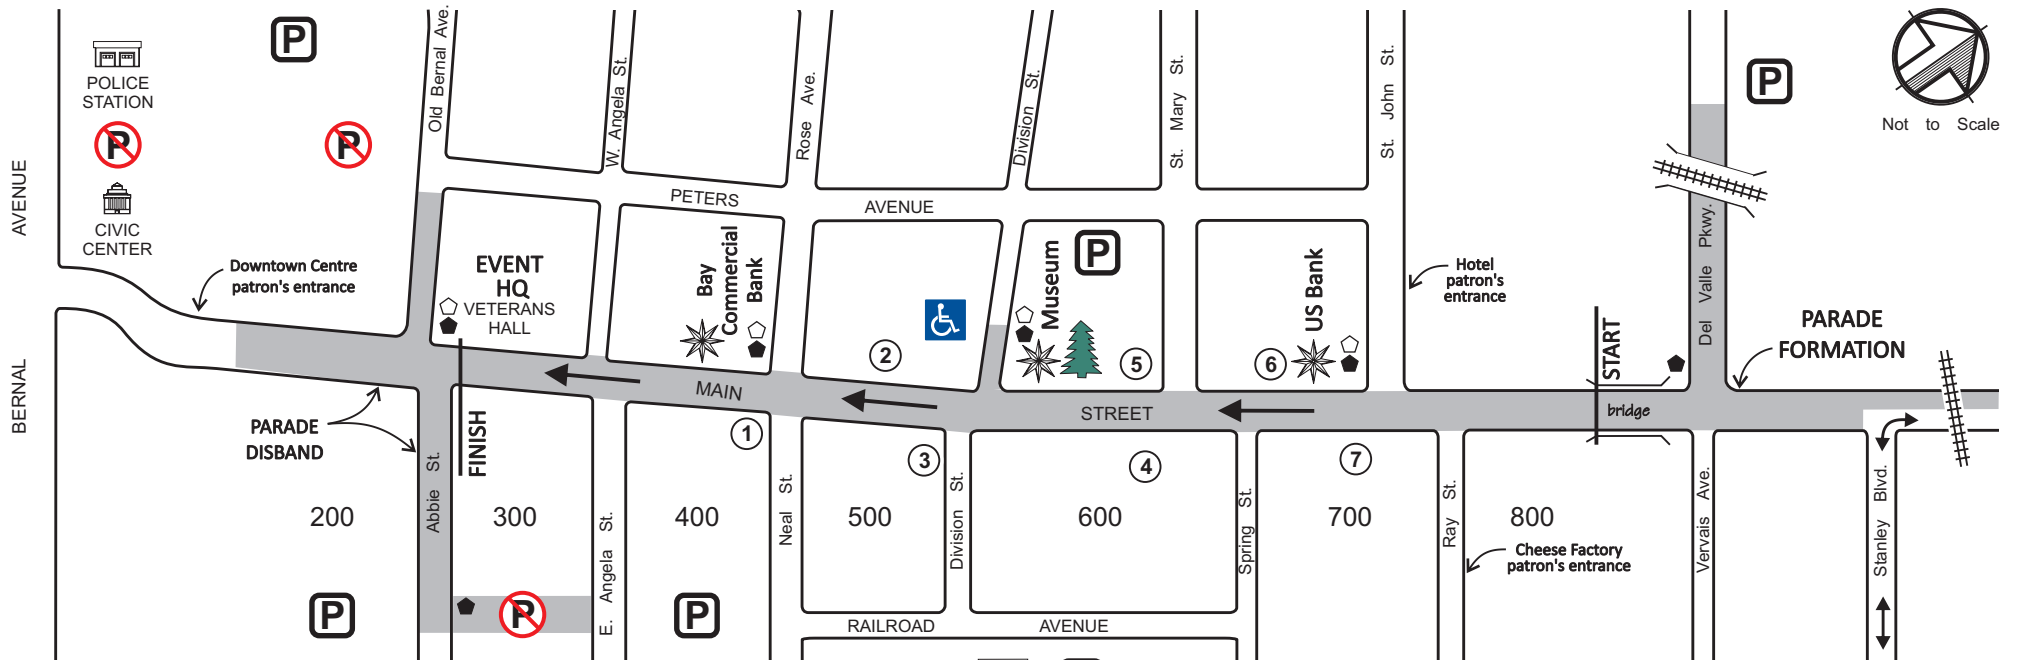 POLICE
STATION
P
P
P
CIVIC
CENTER
AVENUE
BERNAL
Downtown Centre
patron's entrance
Old Bernal Ave.
W. Angela St.
Rose Ave.
Division St.
St. Mary St.
St. John St.
P
Not to Scale
PETERS
AVENUE
EVENT
HQ
VETERANS
HALL
Bay
Commercial
Bank
Museum
P
US Bank
Hotel
patron's
entrance
START
Del Valle Pkwy.
PARADE
FORMATION
2
5
6
MAIN
STREET
bridge
PARADE
DISBAND
FINISH
1
3
4
7
Abbie St.
E. Angela St.
Neal St.
Division St.
Spring St.
Ray St.
Vervais Ave.
Stanley Blvd.
200
300
400
500
600
700
800
Cheese Factory
patron's entrance
P
P
P
RAILROAD
AVENUE